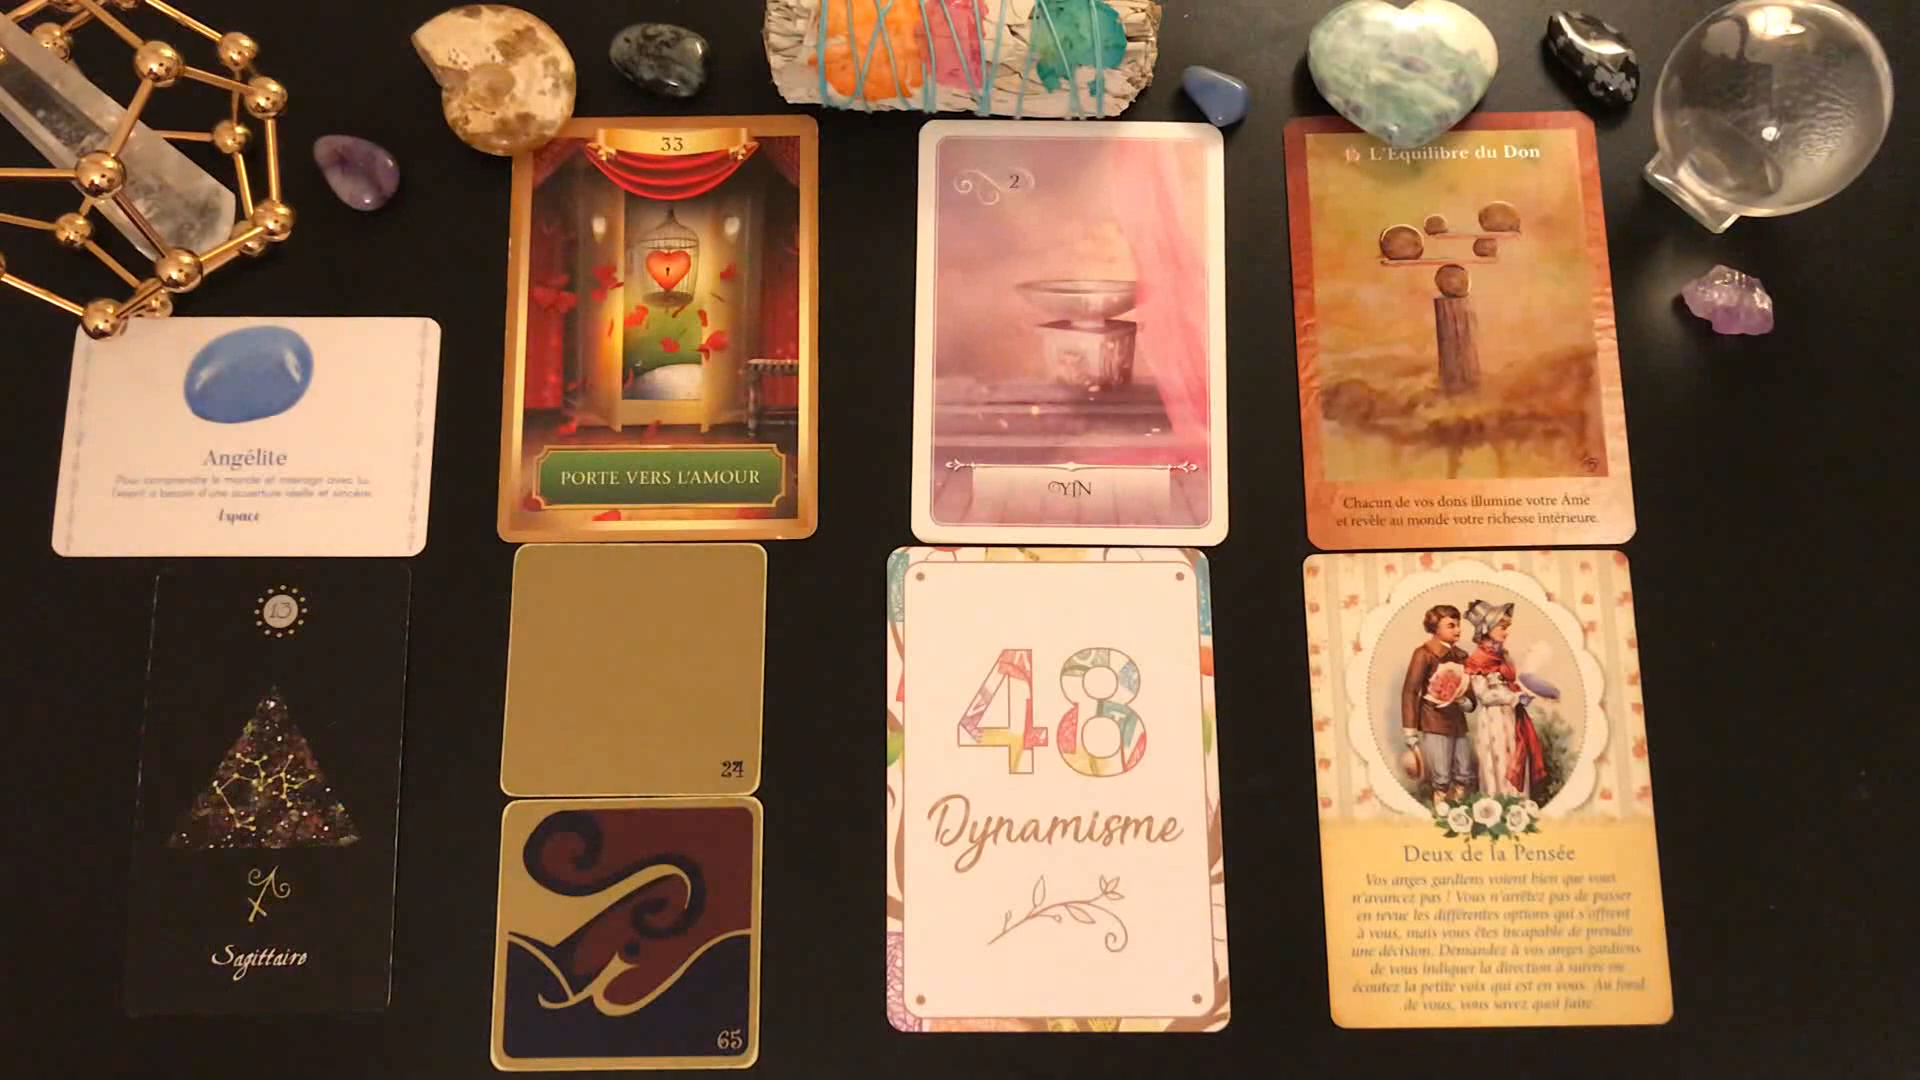 33
PORTE VERS L'AMOUR
2
YIN
L'Equilibre du Don
Chacun de vos dons illumine votre Âme
et révèle au monde votre richesse intérieure.
Angélite
Pour comprendre le monde et interagir avec lui,
l'esprit a besoin d'une ouverture réelle et sincère.
Espace
13
Sagittaire
24
65
48
Dynamisme
Deux de la Pensée
Vos anges gardiens voient bien que vous
n'avancez pas ! Vous n'arrêtez pas de passer
en revue les différentes options qui s'offrent
à vous, mais vous êtes incapable de prendre
une décision. Demandez à vos anges gardiens
de vous indiquer la direction à suivre ou
écoutez la petite voix qui est en vous. Au fond
de vous, vous savez quoi faire.